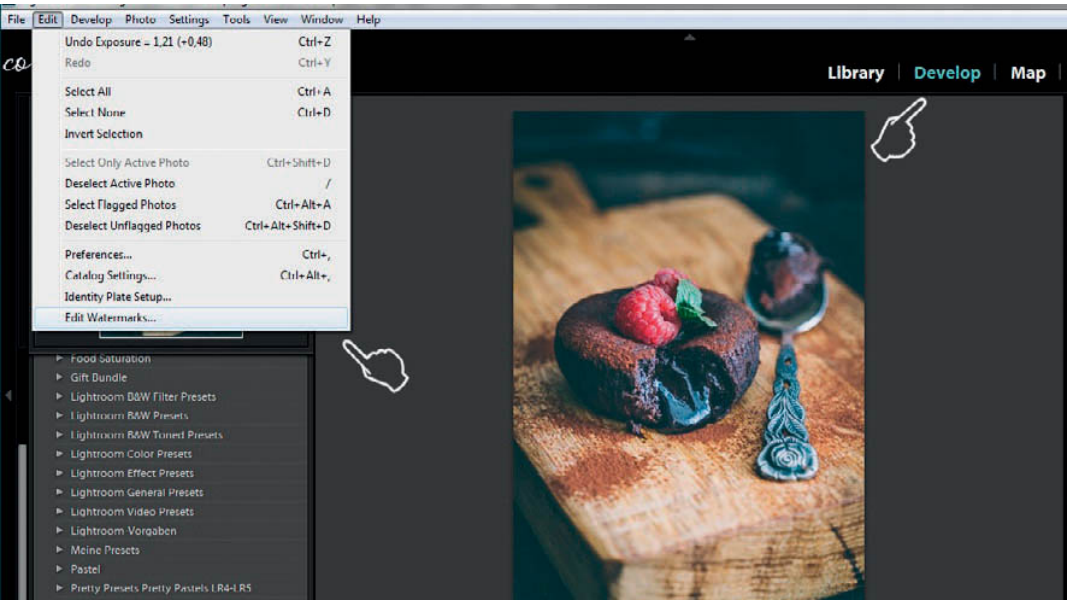 File Edit Develop Photo Settings Tools View Window Help
Undo Exposure = 1,21 (+0,48) Ctrl+Z
Redo Ctrl+Y
Select All Ctrl+A
Select None Ctrl+D
Invert Selection
Select Only Active Photo Ctrl+Shift+D
Deselect Active Photo /
Select Flagged Photos Ctrl+Alt+A
Deselect Unflagged Photos Ctrl+Alt+Shift+D
Preferences... Ctrl+,
Catalog Settings... Ctrl+Alt+,
Identity Plate Setup...
Edit Watermarks...
co
Library | Develop | Map |
Food Saturation
Gift Bundle
Lightroom B&W Filter Presets
Lightroom B&W Presets
Lightroom B&W Toned Presets
Lightroom Color Presets
Lightroom Effect Presets
Lightroom General Presets
Lightroom Video Presets
Lightroom Vorgaben
Meine Presets
Pastel
Pretty Presets Pretty Pastels LR4-LR5